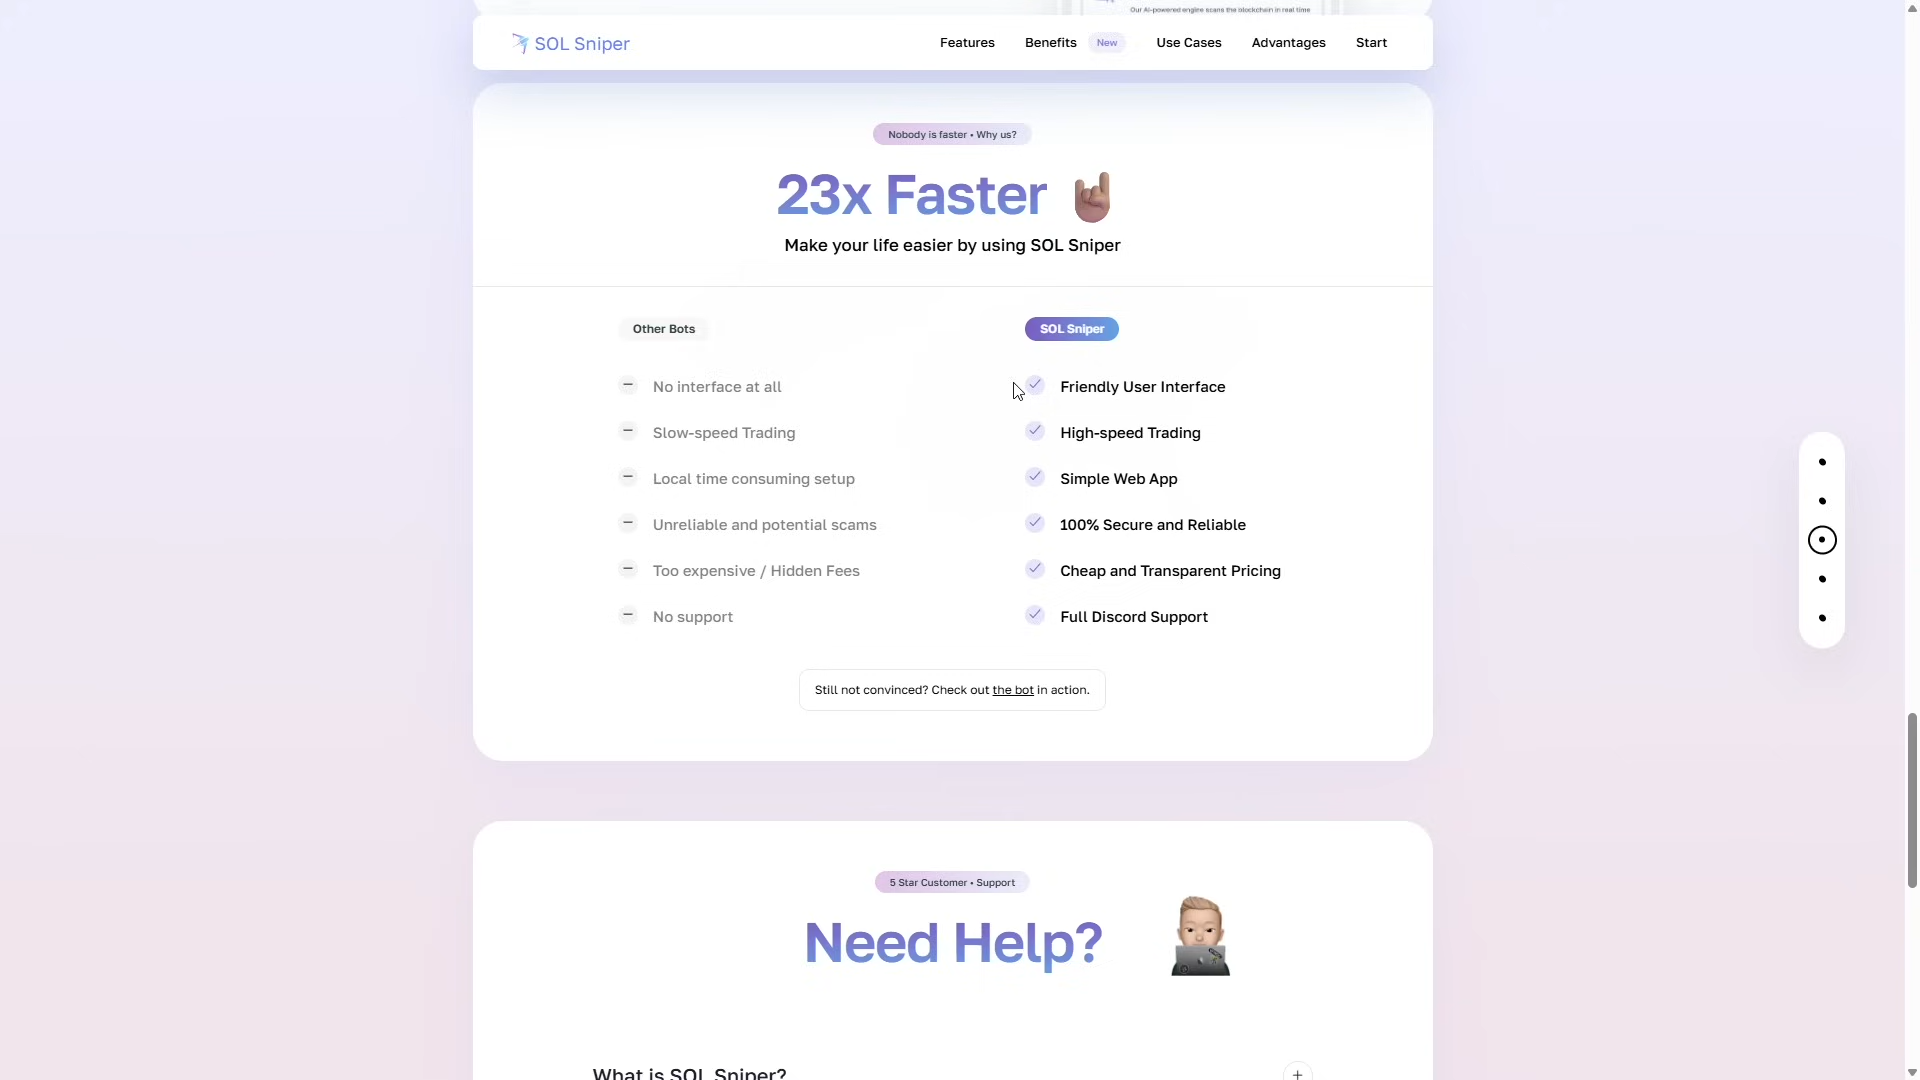 Our AI-powered engine scans the blockchain in real time
SOL Sniper
Features
Benefits
New
Use Cases
Advantages
Start
Nobody is faster • Why us?
23x Faster
Make your life easier by using SOL Sniper
Other Bots
SOL Sniper
No interface at all
Friendly User Interface
Slow-speed Trading
High-speed Trading
Local time consuming setup
Simple Web App
Unreliable and potential scams
100% Secure and Reliable
Too expensive / Hidden Fees
Cheap and Transparent Pricing
No support
Full Discord Support
Still not convinced? Check out the bot in action.
5 Star Customer • Support
Need Help?
What is SOL Sniper?